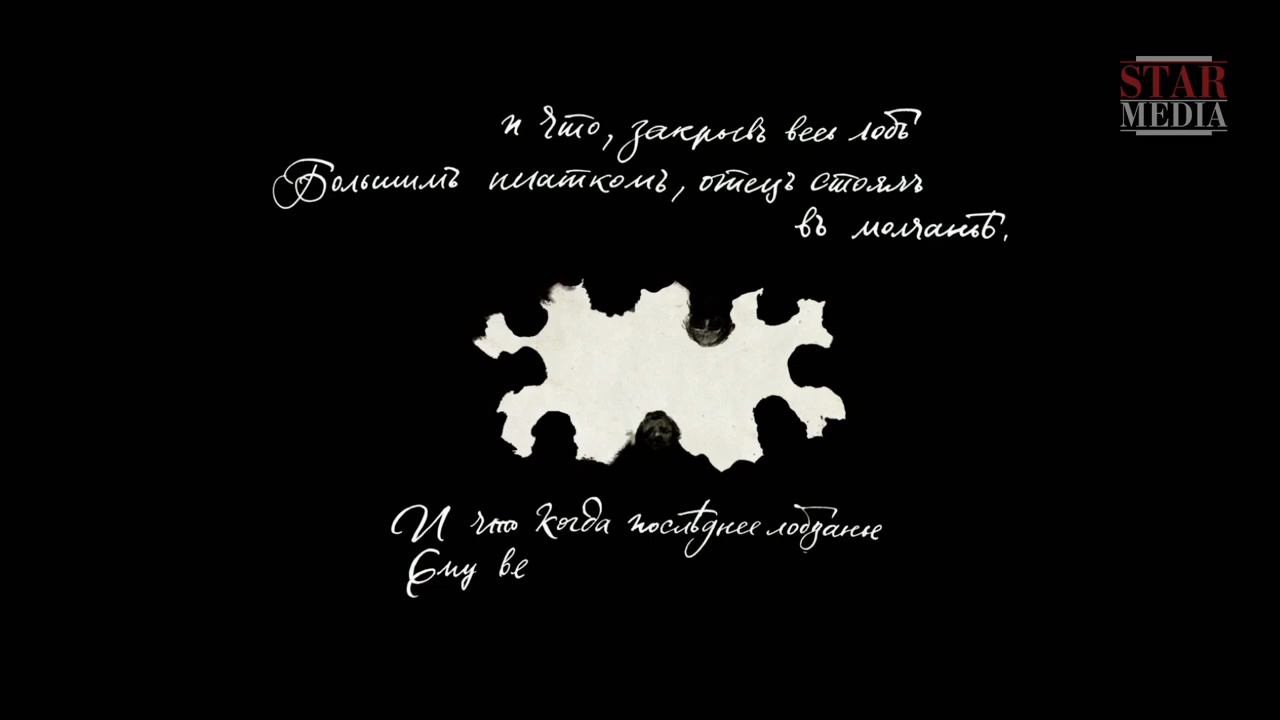 и что, закрывъ весь лобъ
Большимъ платкомъ, отецъ стоялъ
въ молчаньѣ.
И что когда послѣднее лобзанье
Ему ве
STAR
MEDIA